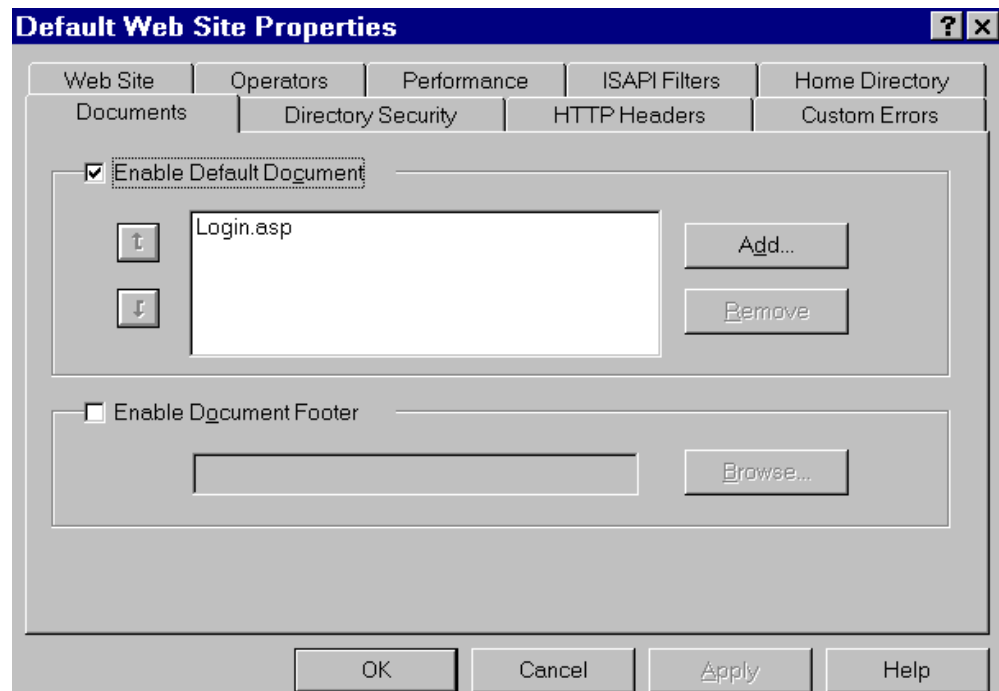 Default Web Site Properties
Web Site Operators Performance ISAPI Filters Home Directory
Documents Directory Security HTTP Headers Custom Errors
Enable Default Document
Login.asp
Add...
Remove
Enable Document Footer
Browse...
OK Cancel Apply Help